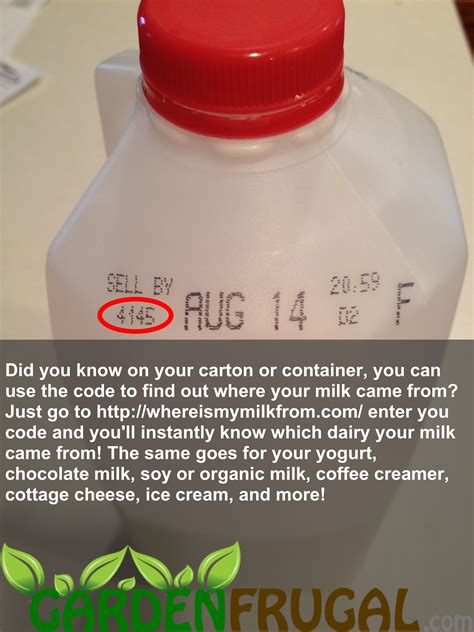 SELL BY
4145 AUG 14 20:59 02 F
Did you know on your carton or container, you can
use the code to find out where your milk came from?
Just go to http://whereismymilkfrom.com/ enter you
code and you'll instantly know which dairy your milk
came from! The same goes for your yogurt,
chocolate milk, soy or organic milk, coffee creamer,
cottage cheese, ice cream, and more!
GARDENFRUGAL.com